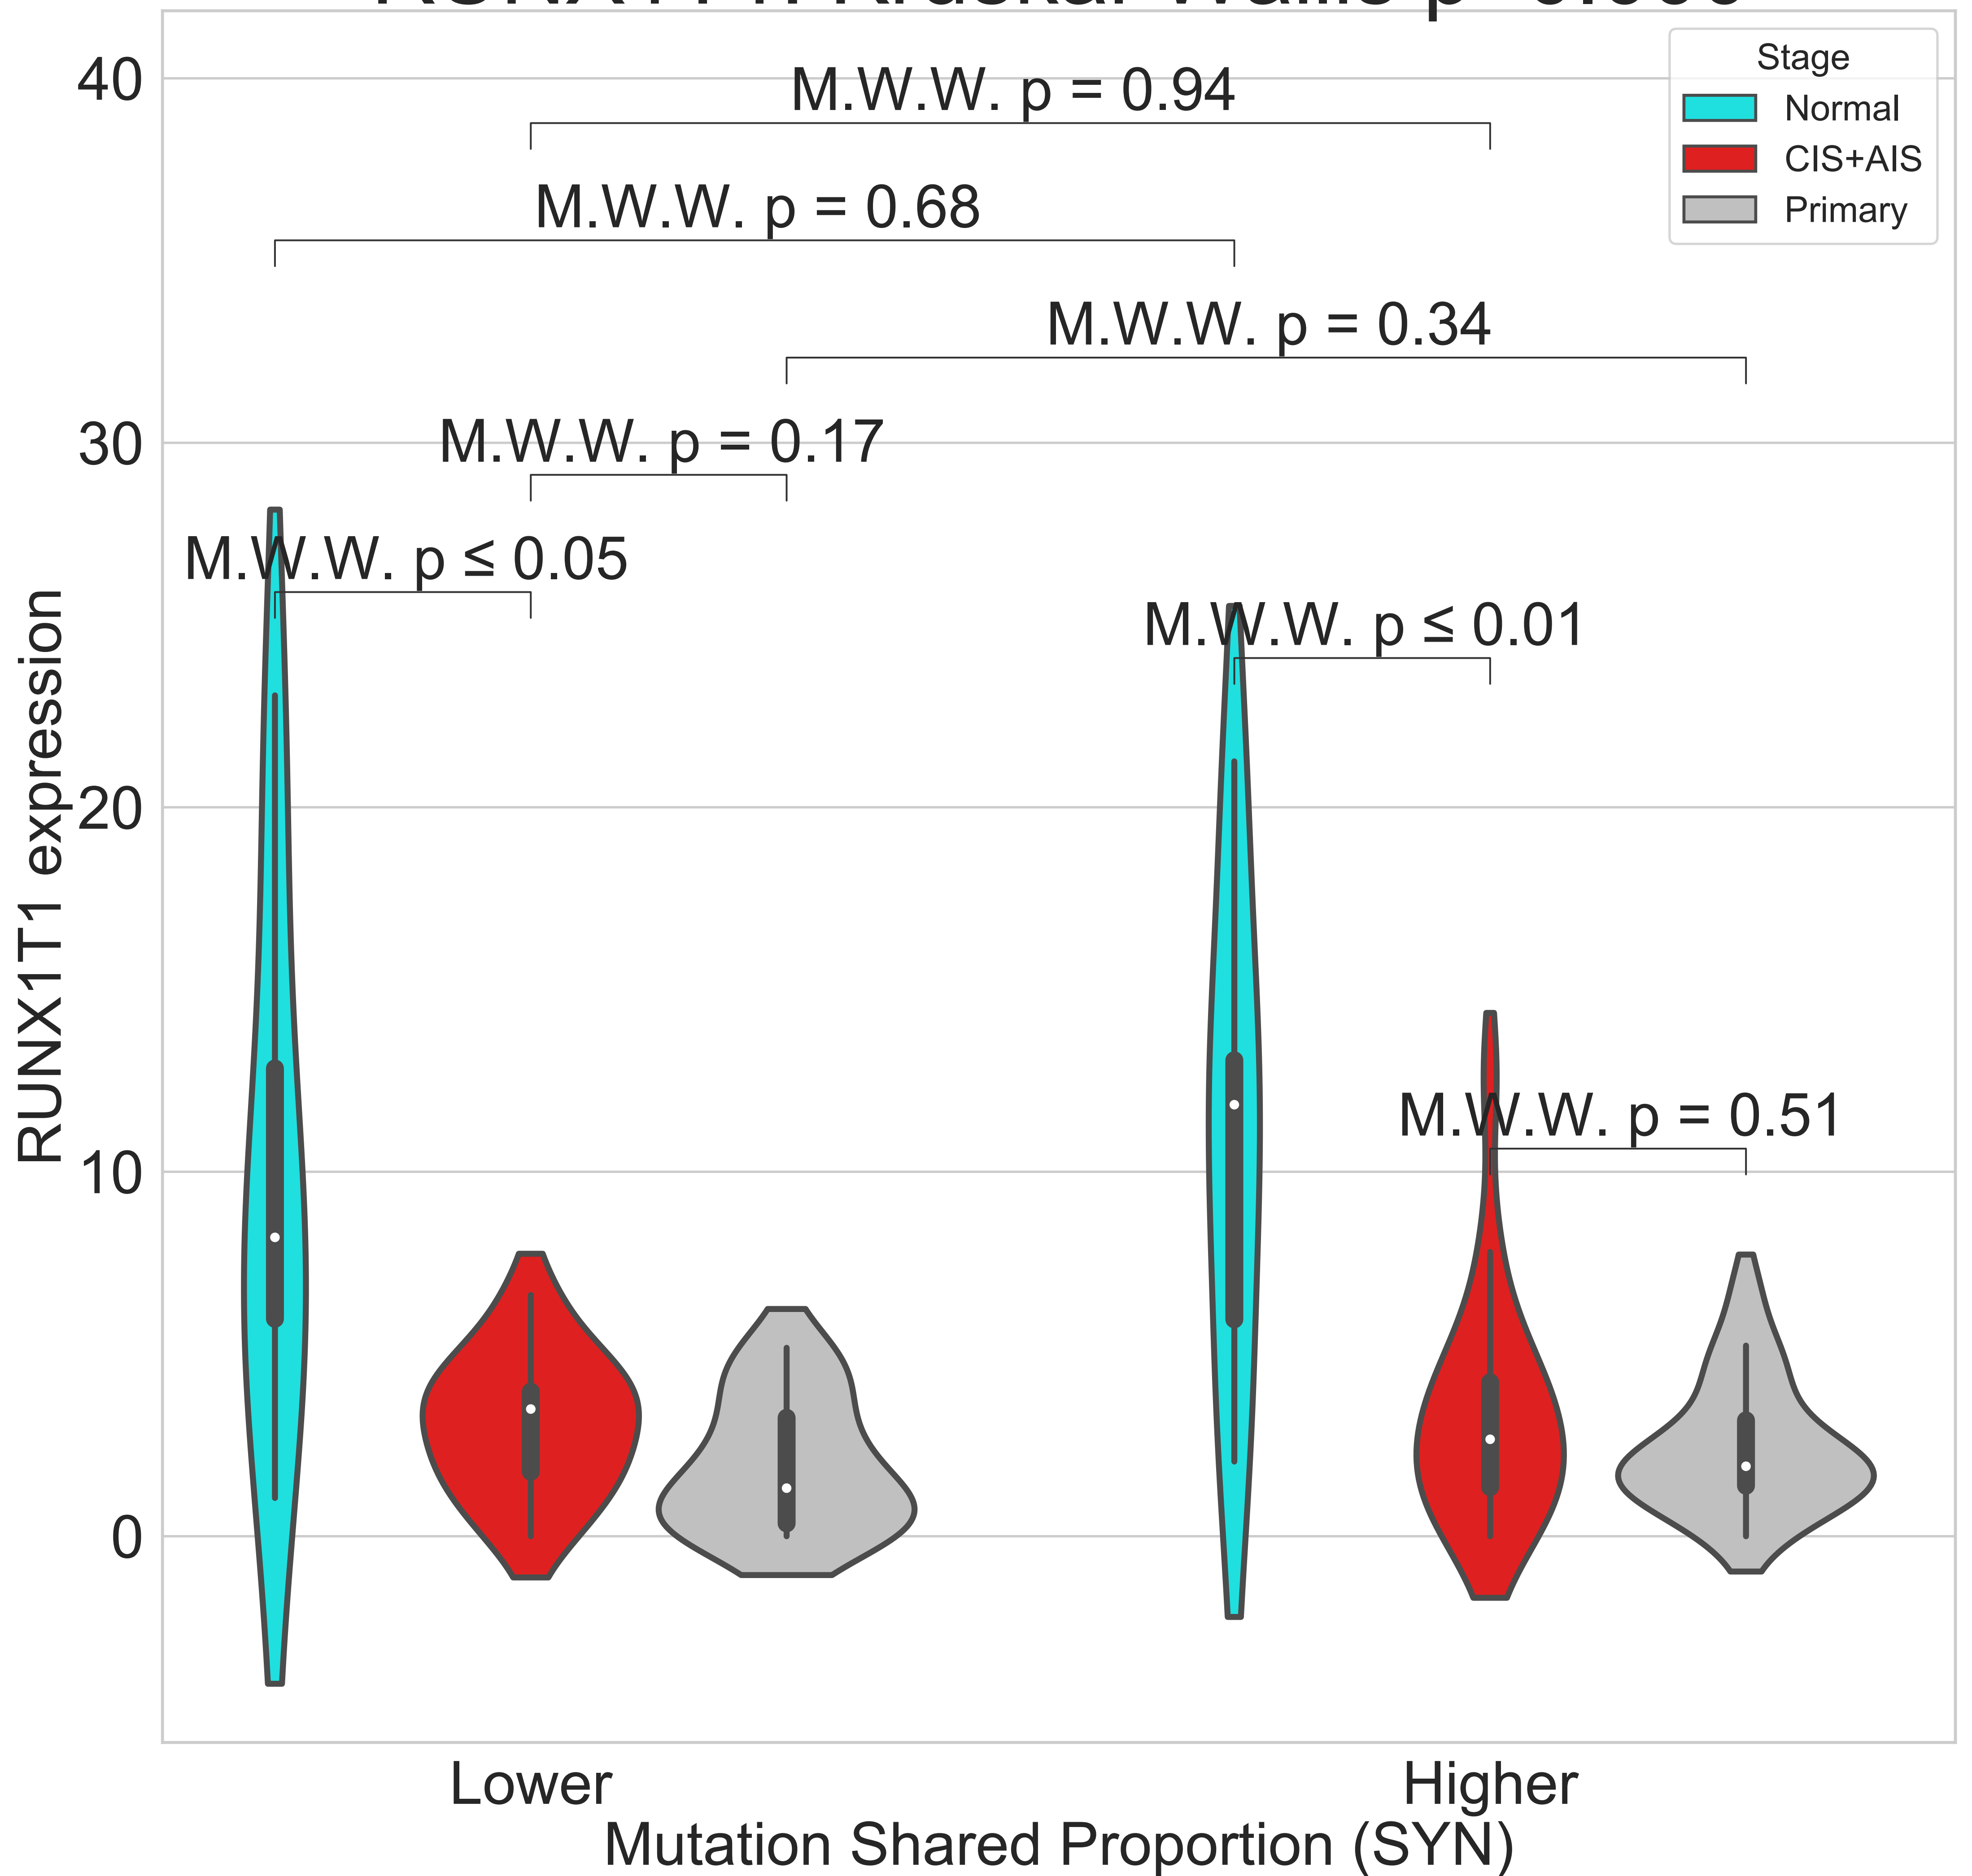 40
30
20
10
0
RUNX1T1 expression
M.W.W. p = 0.94
M.W.W. p = 0.68
M.W.W. p = 0.34
M.W.W. p = 0.17
M.W.W. p ≤ 0.05
M.W.W. p ≤ 0.01
M.W.W. p = 0.51
Stage
Normal
CIS+AIS
Primary
Lower
Higher
Mutation Shared Proportion (SYN)